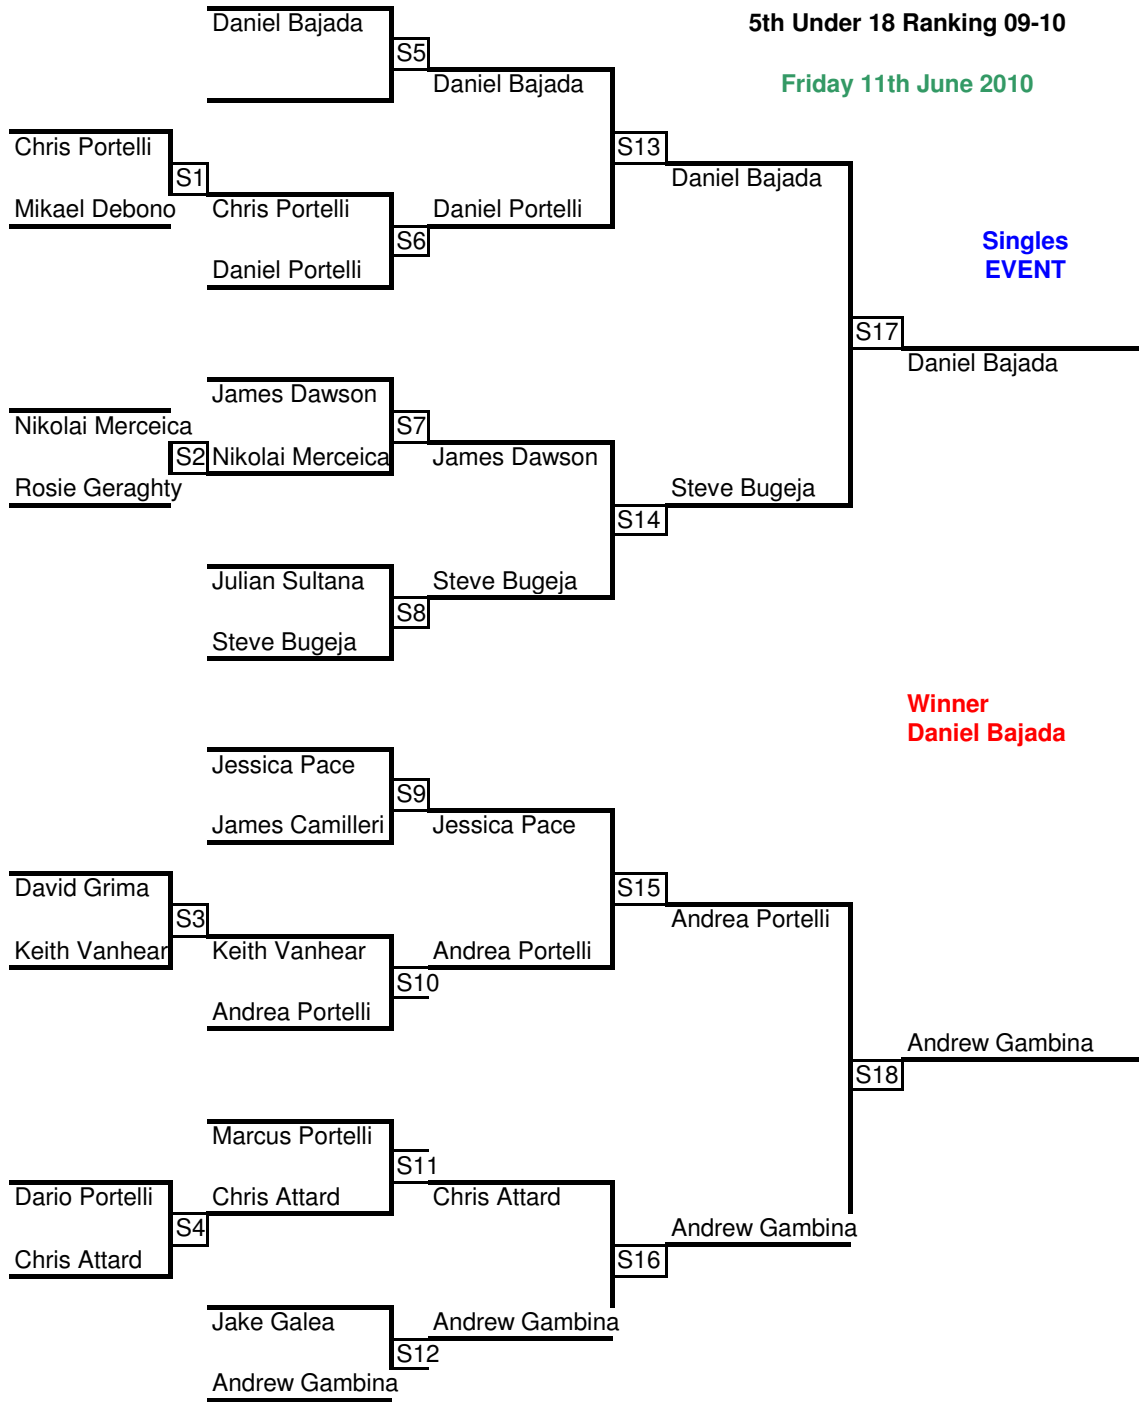 Daniel Bajada
5th Under 18 Ranking 09-10
S5
Daniel Bajada
Friday 11th June 2010
Chris Portelli
S13
S1
Daniel Bajada
Mikael Debono
Chris Portelli
Daniel Portelli
S6
Singles
EVENT
Daniel Portelli
S17
Daniel Bajada
James Dawson
Nikolai Merceica
S7
S2
Nikolai Merceica
James Dawson
Rosie Geraghty
Steve Bugeja
S14
Julian Sultana
Steve Bugeja
S8
Steve Bugeja
Winner
Daniel Bajada
Jessica Pace
S9
James Camilleri
Jessica Pace
David Grima
S15
S3
Andrea Portelli
Keith Vanhear
Keith Vanhear
Andrea Portelli
S10
Andrea Portelli
Andrew Gambina
S18
Marcus Portelli
S11
Dario Portelli
Chris Attard
Chris Attard
S4
Andrew Gambina
Chris Attard
S16
Jake Galea
Andrew Gambina
S12
Andrew Gambina